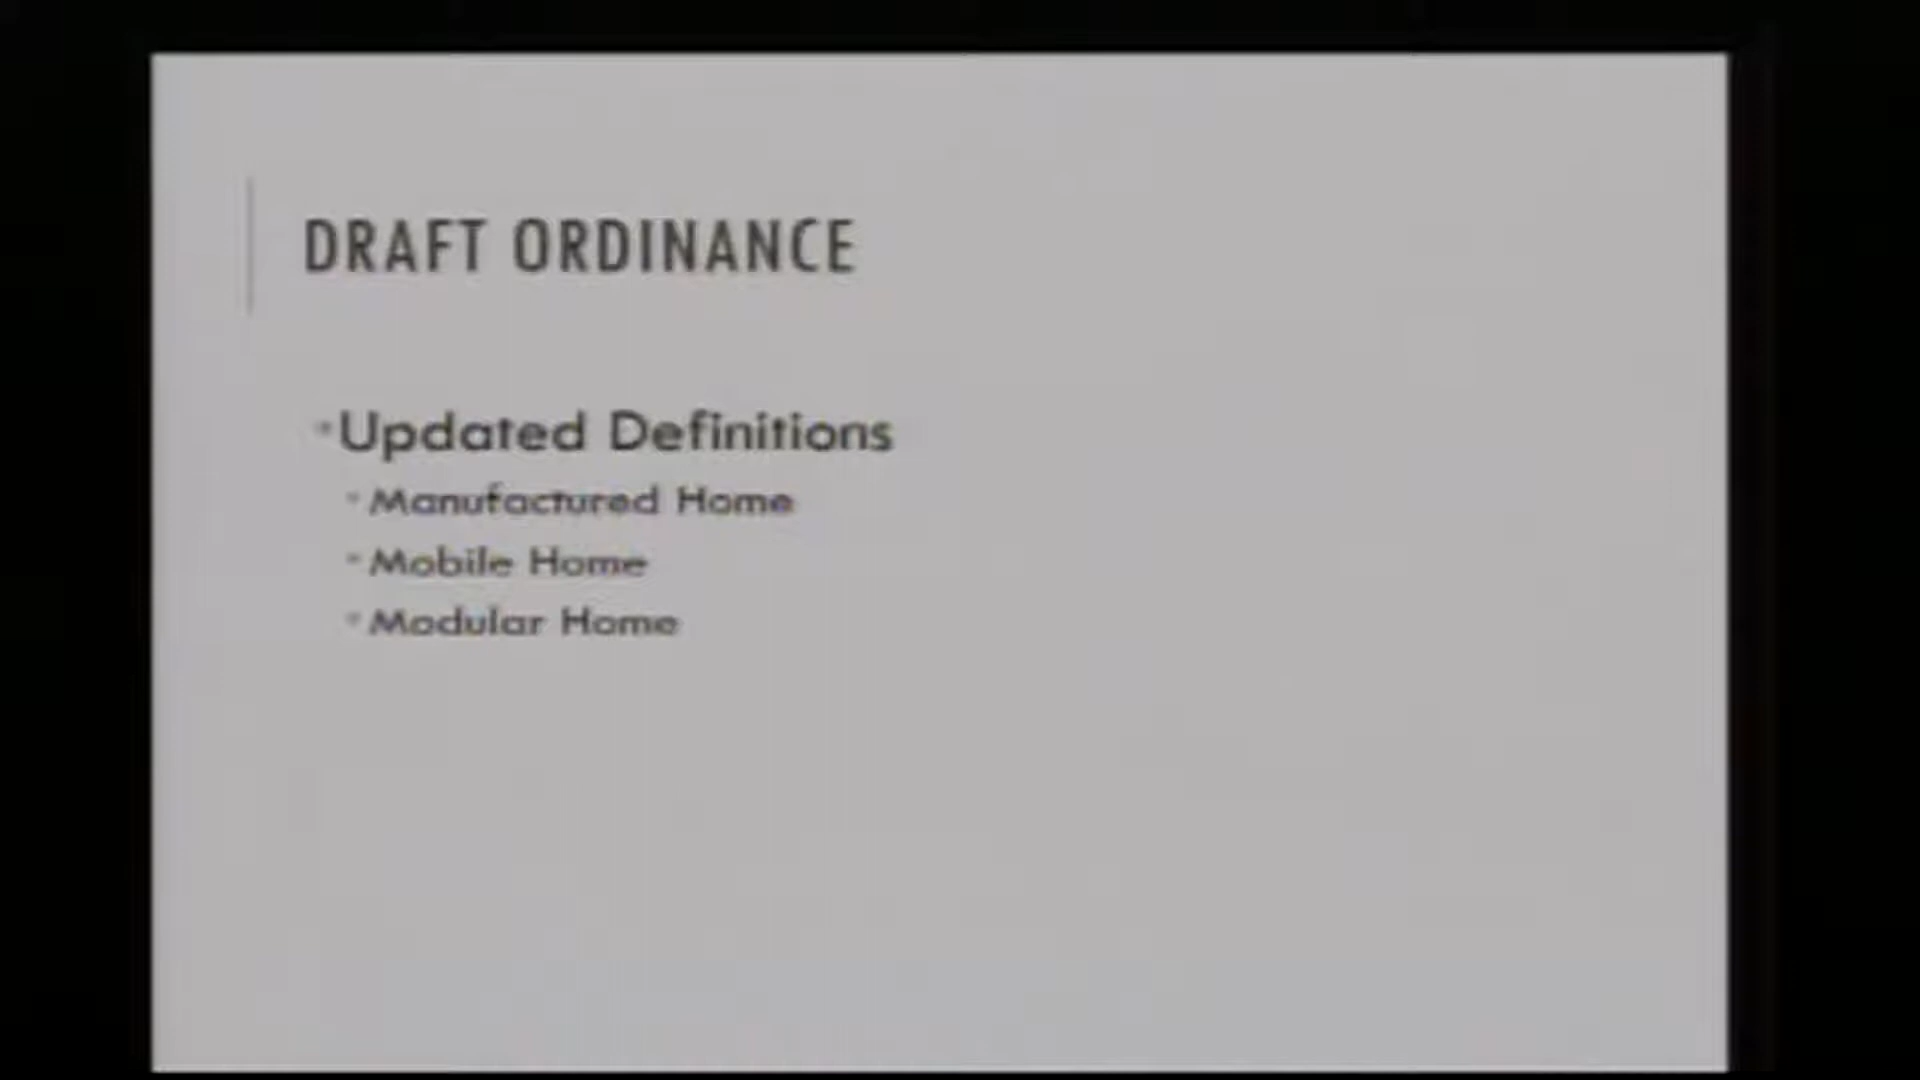 DRAFT ORDINANCE
Updated Definitions
Manufactured Home
Mobile Home
Modular Home